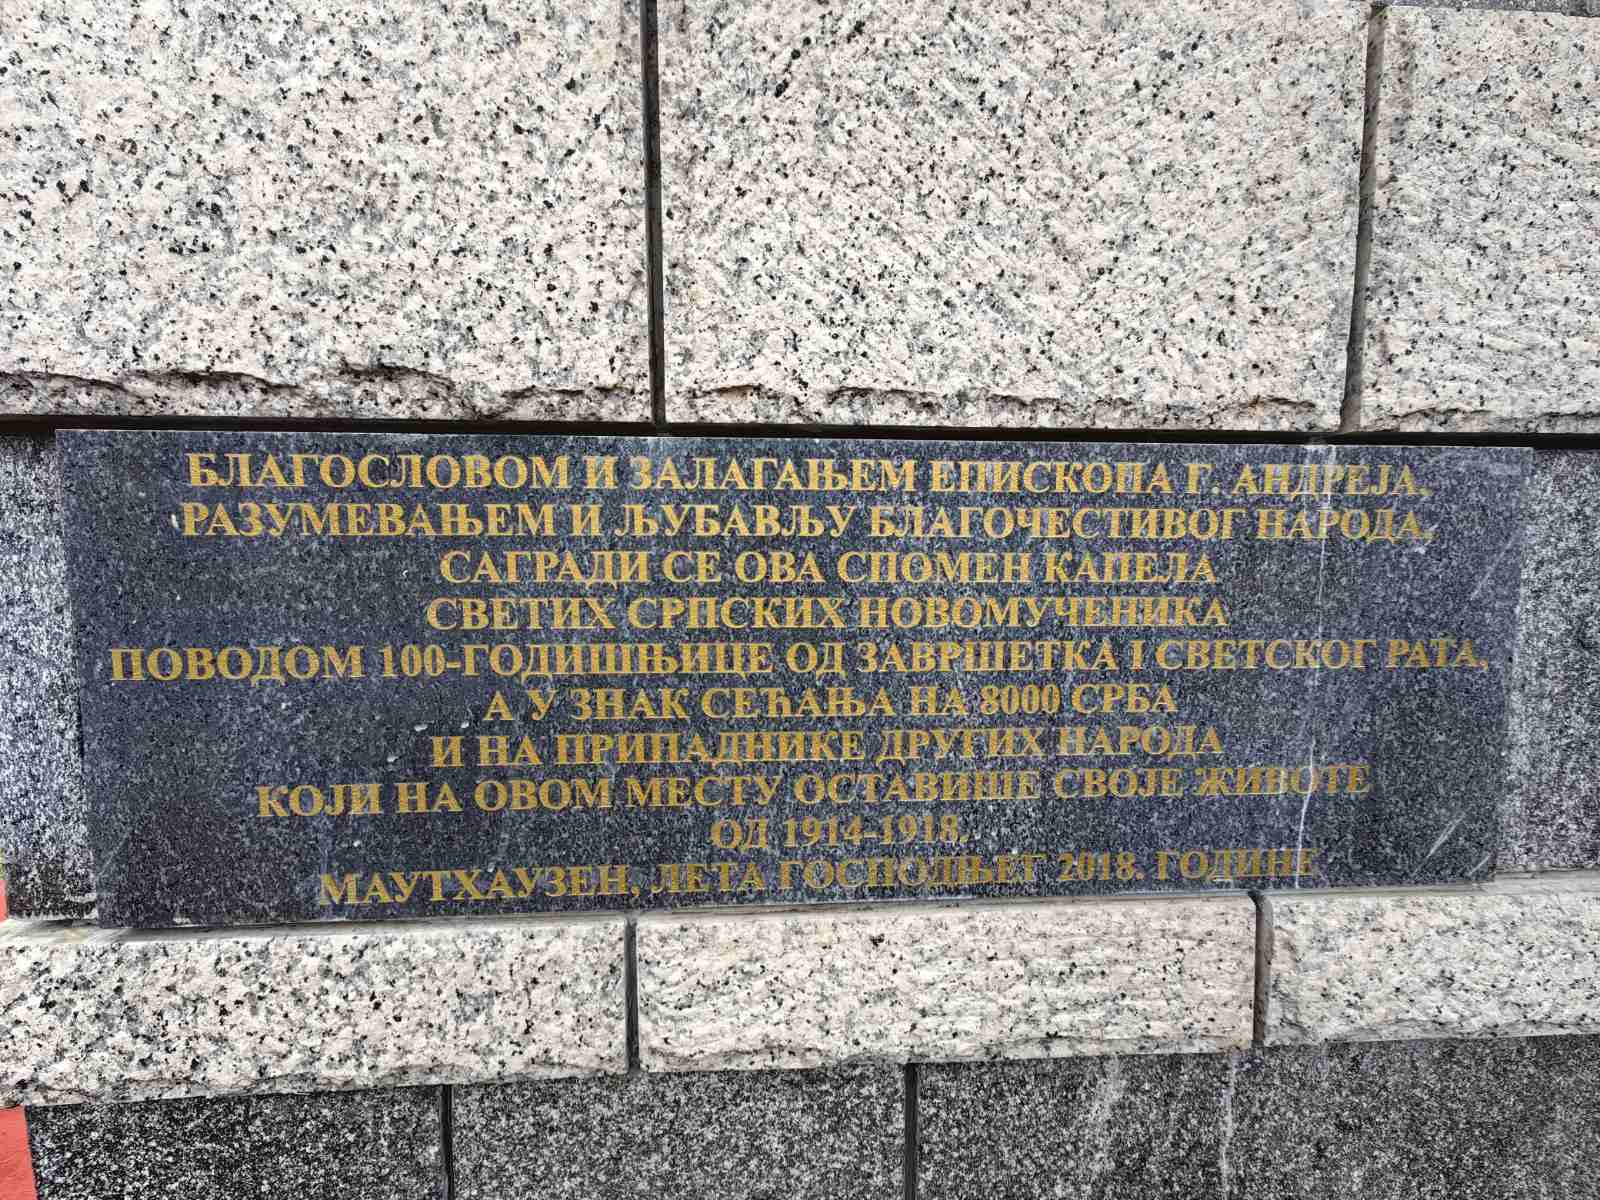 БЛАГОСЛОВОМ И ЗАЛАГАЊЕМ ЕПИСКОПА Г. АНДРЕЈА,
РАЗУМЕВАЊЕМ И ЉУБАВЉУ БЛАГОЧЕСТИВОГ НАРОДА,
САГРАДИ СЕ ОВА СПОМЕН КАПЕЛА
СВЕТИХ СРПСКИХ НОВОМУЧЕНИКА
ПОВОДОМ 100-ГОДИШЊИЦЕ ОД ЗАВРШЕТКА I СВЕТСКОГ РАТА,
А У ЗНАК СЕЋАЊА НА 8000 СРБА
И НА ПРИПАДНИКЕ ДРУГИХ НАРОДА
КОЈИ НА ОВОМ МЕСТУ ОСТАВИШЕ СВОЈЕ ЖИВОТЕ
ОД 1914-1918.
МАУТХАУЗЕН, ЛЕТА ГОСПОДЊЕГ 2018. ГОДИНЕ